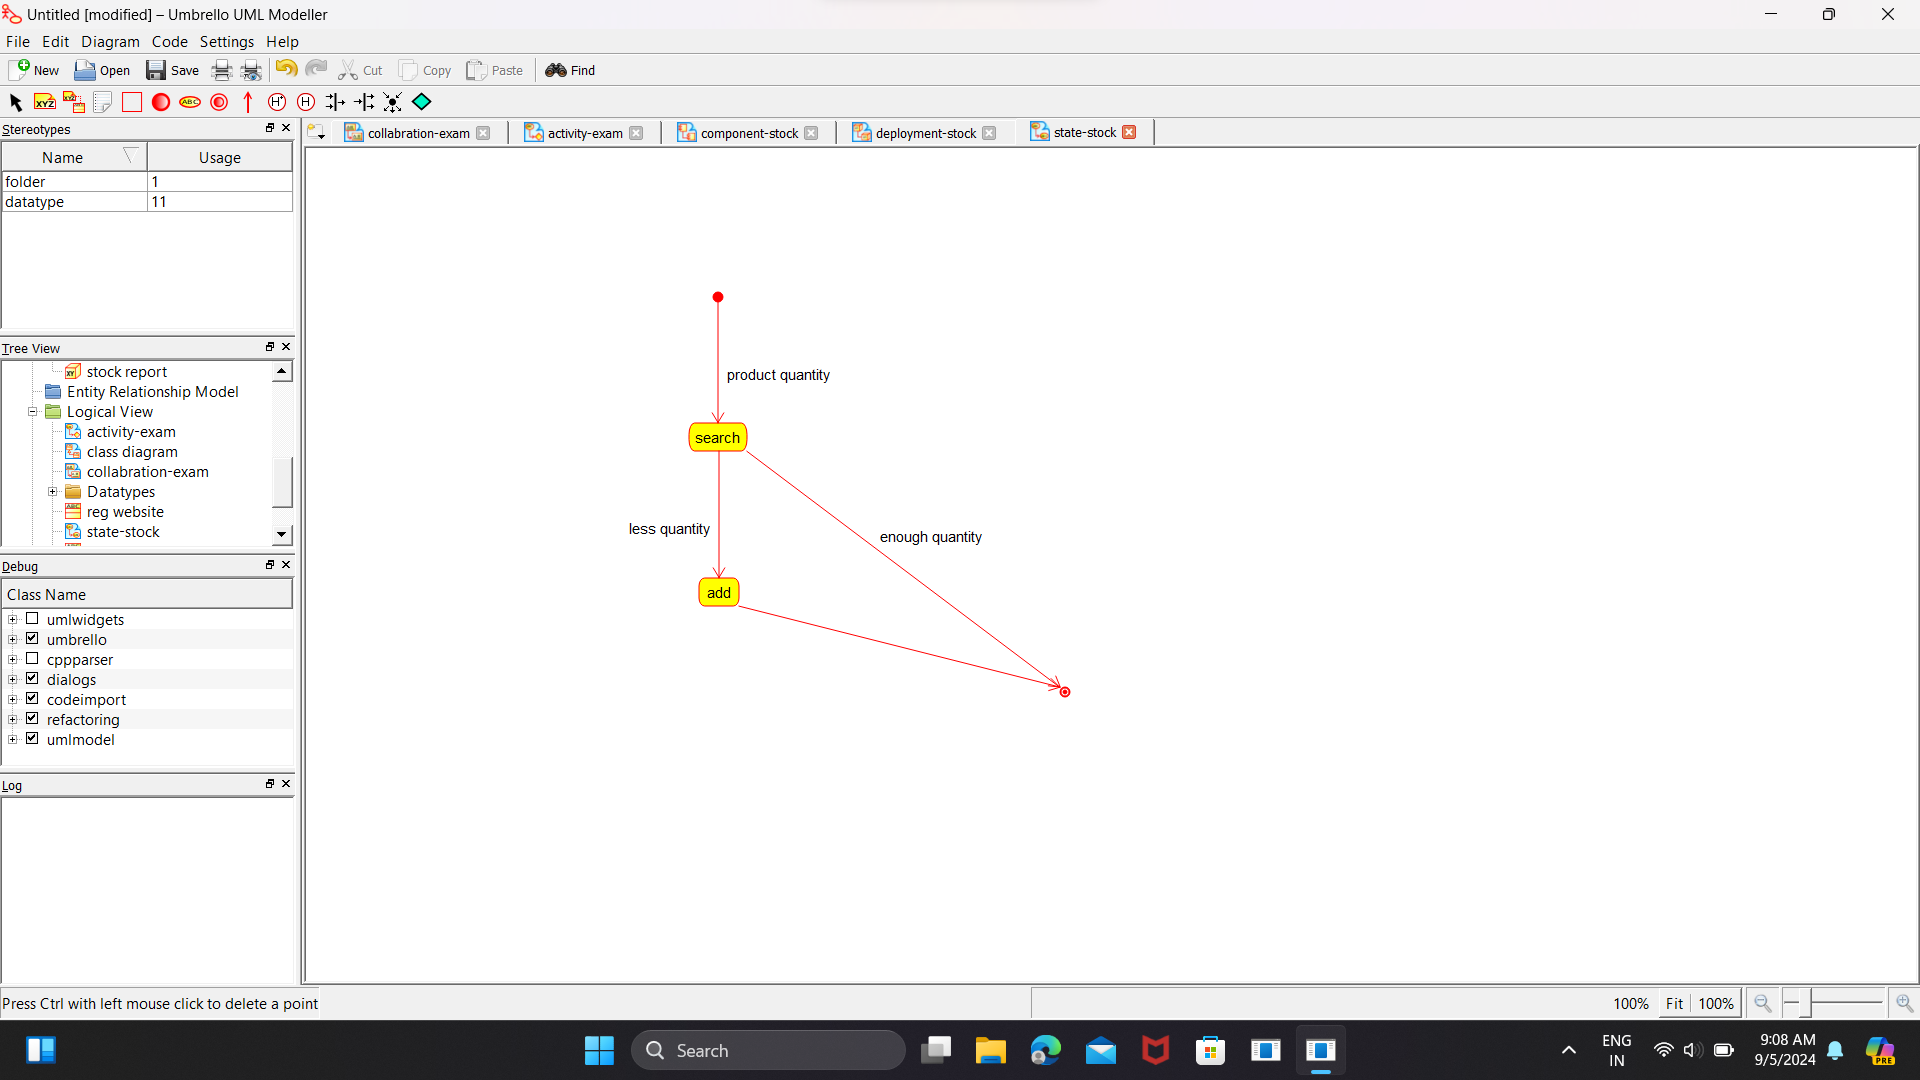 Untitled [modified] – Umbrello UML Modeller
File Edit Diagram Code Settings Help
New Open Save Cut Copy Paste Find
XYZ XYZ ABC H* H
Stereotypes
collabration-exam activity-exam component-stock deployment-stock state-stock
Name Usage
folder 1
datatype 11
product quantity
search
less quantity
enough quantity
add
Tree View
stock report
Entity Relationship Model
Logical View
activity-exam
class diagram
collabration-exam
Datatypes
reg website
state-stock
Debug
Class Name
umlwidgets
umbrello
cppparser
dialogs
codeimport
refactoring
umlmodel
Log
Press Ctrl with left mouse click to delete a point
100% Fit 100%
Search
ENG
IN
9:08 AM
9/5/2024
PRE